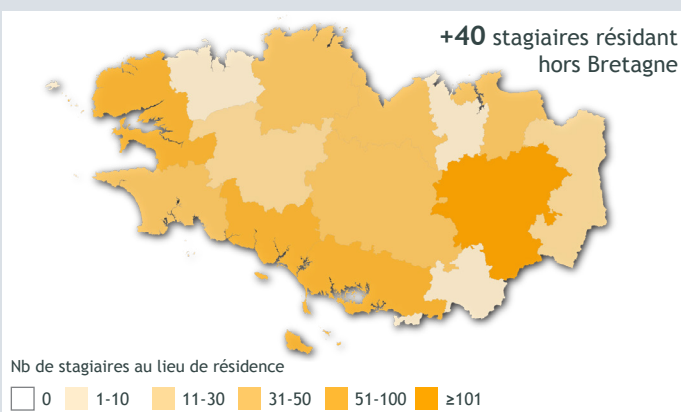 +40 stagiaires résidant
hors Bretagne
Nb de stagiaires au lieu de résidence
0 1-10 11-30 31-50 51-100 ≥101